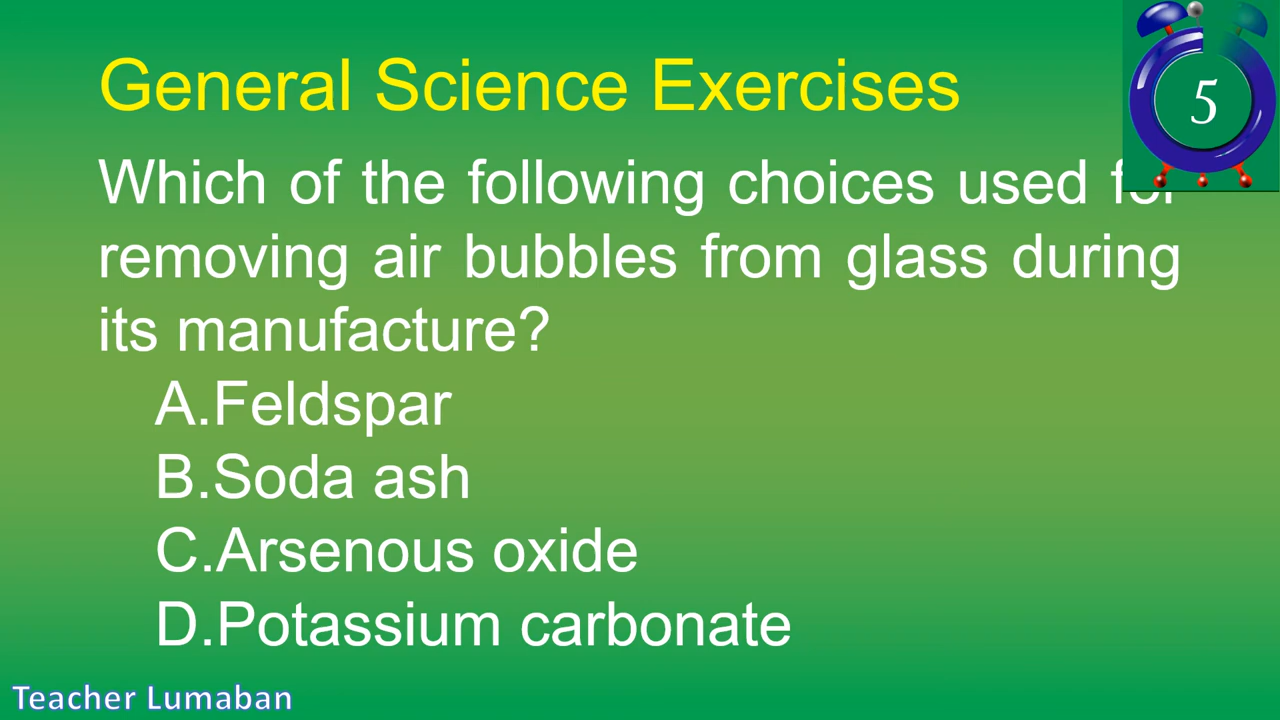 General Science Exercises
5
Which of the following choices used for
removing air bubbles from glass during
its manufacture?
A.Feldspar
B.Soda ash
C.Arsenous oxide
D.Potassium carbonate
Teacher Lumaban